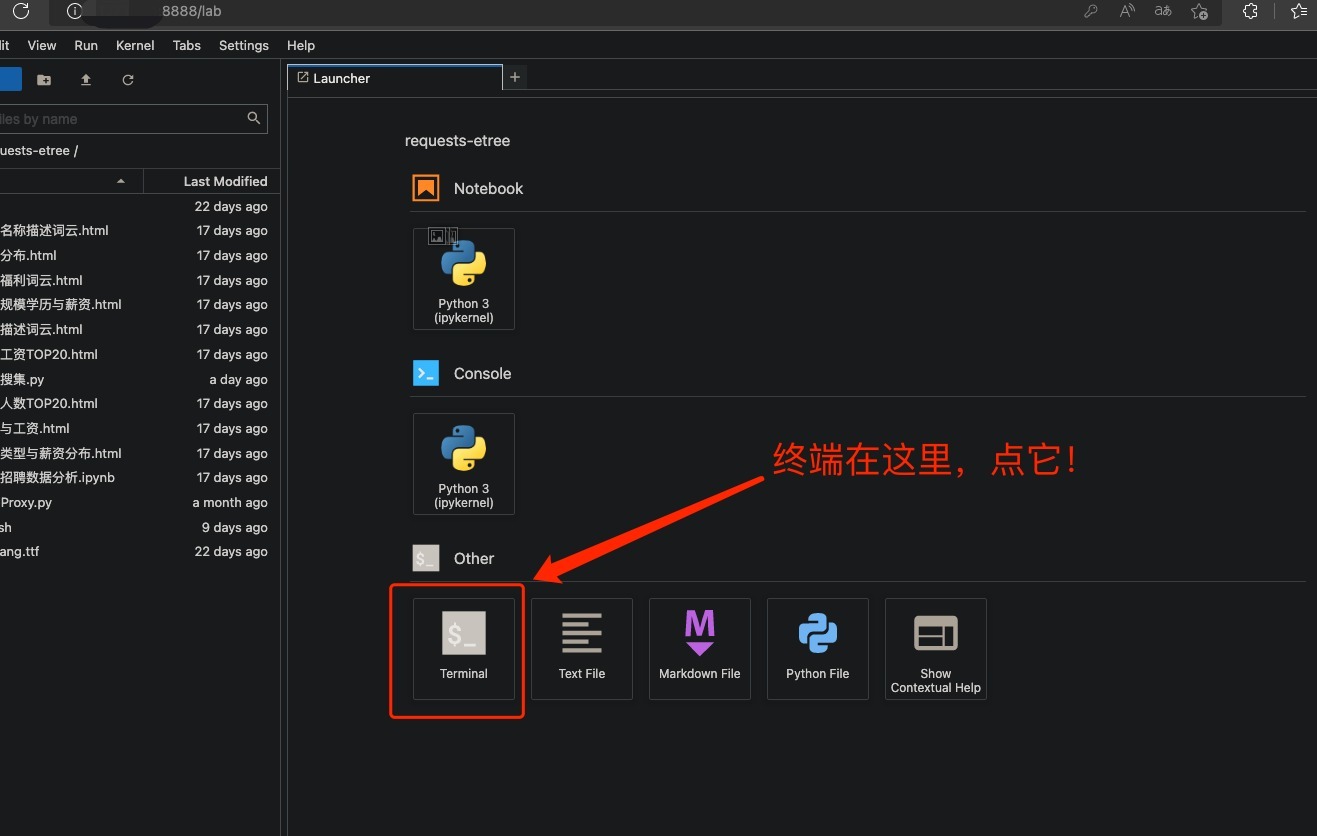 8888/lab
it View Run Kernel Tabs Settings Help
Launcher
iles by name
uests-etree /
Last Modified
22 days ago
名称描述词云.html 17 days ago
分布.html 17 days ago
福利词云.html 17 days ago
规模学历与薪资.html 17 days ago
描述词云.html 17 days ago
工资TOP20.html 17 days ago
搜集.py a day ago
人数TOP20.html 17 days ago
与工资.html 17 days ago
类型与薪资分布.html 17 days ago
招聘数据分析.ipynb 17 days ago
Proxy.py a month ago
sh 9 days ago
ang.ttf 22 days ago
requests-etree
Notebook
Python 3
(ipykernel)
Console
Python 3
(ipykernel)
终端在这里，点它！
Other
Terminal
Text File
Markdown File
Python File
Show
Contextual Help